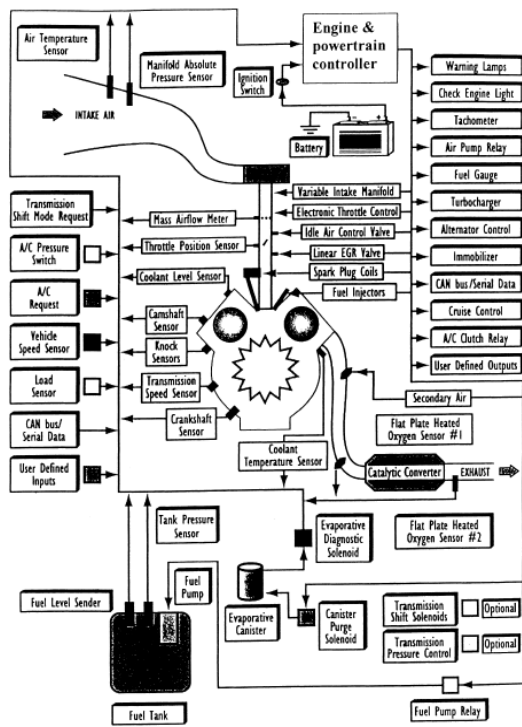 Air Temperature
Sensor
Manifold Absolute
Pressure Sensor
Engine &
powertrain
controller
Ignition
Switch
INTAKE AIR
Battery
- +
Warning Lamps
Check Engine Light
Tachometer
Air Pump Relay
Fuel Gauge
Turbocharger
Alternator Control
Immobilizer
CAN bus/Serial Data
Cruise Control
A/C Clutch Relay
User Defined Outputs
Transmission
Shift Mode Request
A/C Pressure
Switch
A/C
Request
Vehicle
Speed Sensor
Load
Sensor
CAN bus/
Serial Data
User Defined
Inputs
Variable Intake Manifold
Mass Airflow Meter
Electronic Throttle Control
Idle Air Control Valve
Throttle Position Sensor
Linear EGR Valve
Coolant Level Sensor
Spark Plug Coils
Fuel Injectors
Camshaft
Sensor
Knock
Sensors
Transmission
Speed Sensor
Crankshaft
Sensor
Secondary Air
Coolant
Temperature Sensor
Flat Plate Heated
Oxygen Sensor #1
Catalytic Converter
EXHAUST
Tank Pressure
Sensor
Evaporative
Diagnostic
Solenoid
Flat Plate Heated
Oxygen Sensor #2
Fuel Level Sender
Fuel
Pump
Evaporative
Canister
Canister
Purge
Solenoid
Transmission
Shift Solenoids
Optional
Transmission
Pressure Control
Optional
Fuel Tank
Fuel Pump Relay